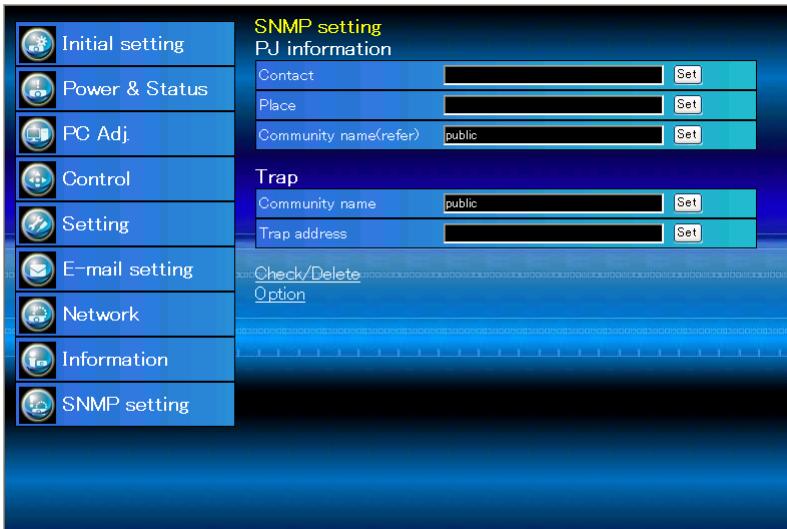 Initial setting
Power & Status
PC Adj.
Control
Setting
E-mail setting
Network
Information
SNMP setting
SNMP setting
PJ information
Contact Set
Place Set
Community name(refer) public Set
Trap
Community name public Set
Trap address Set
Check/Delete
Option